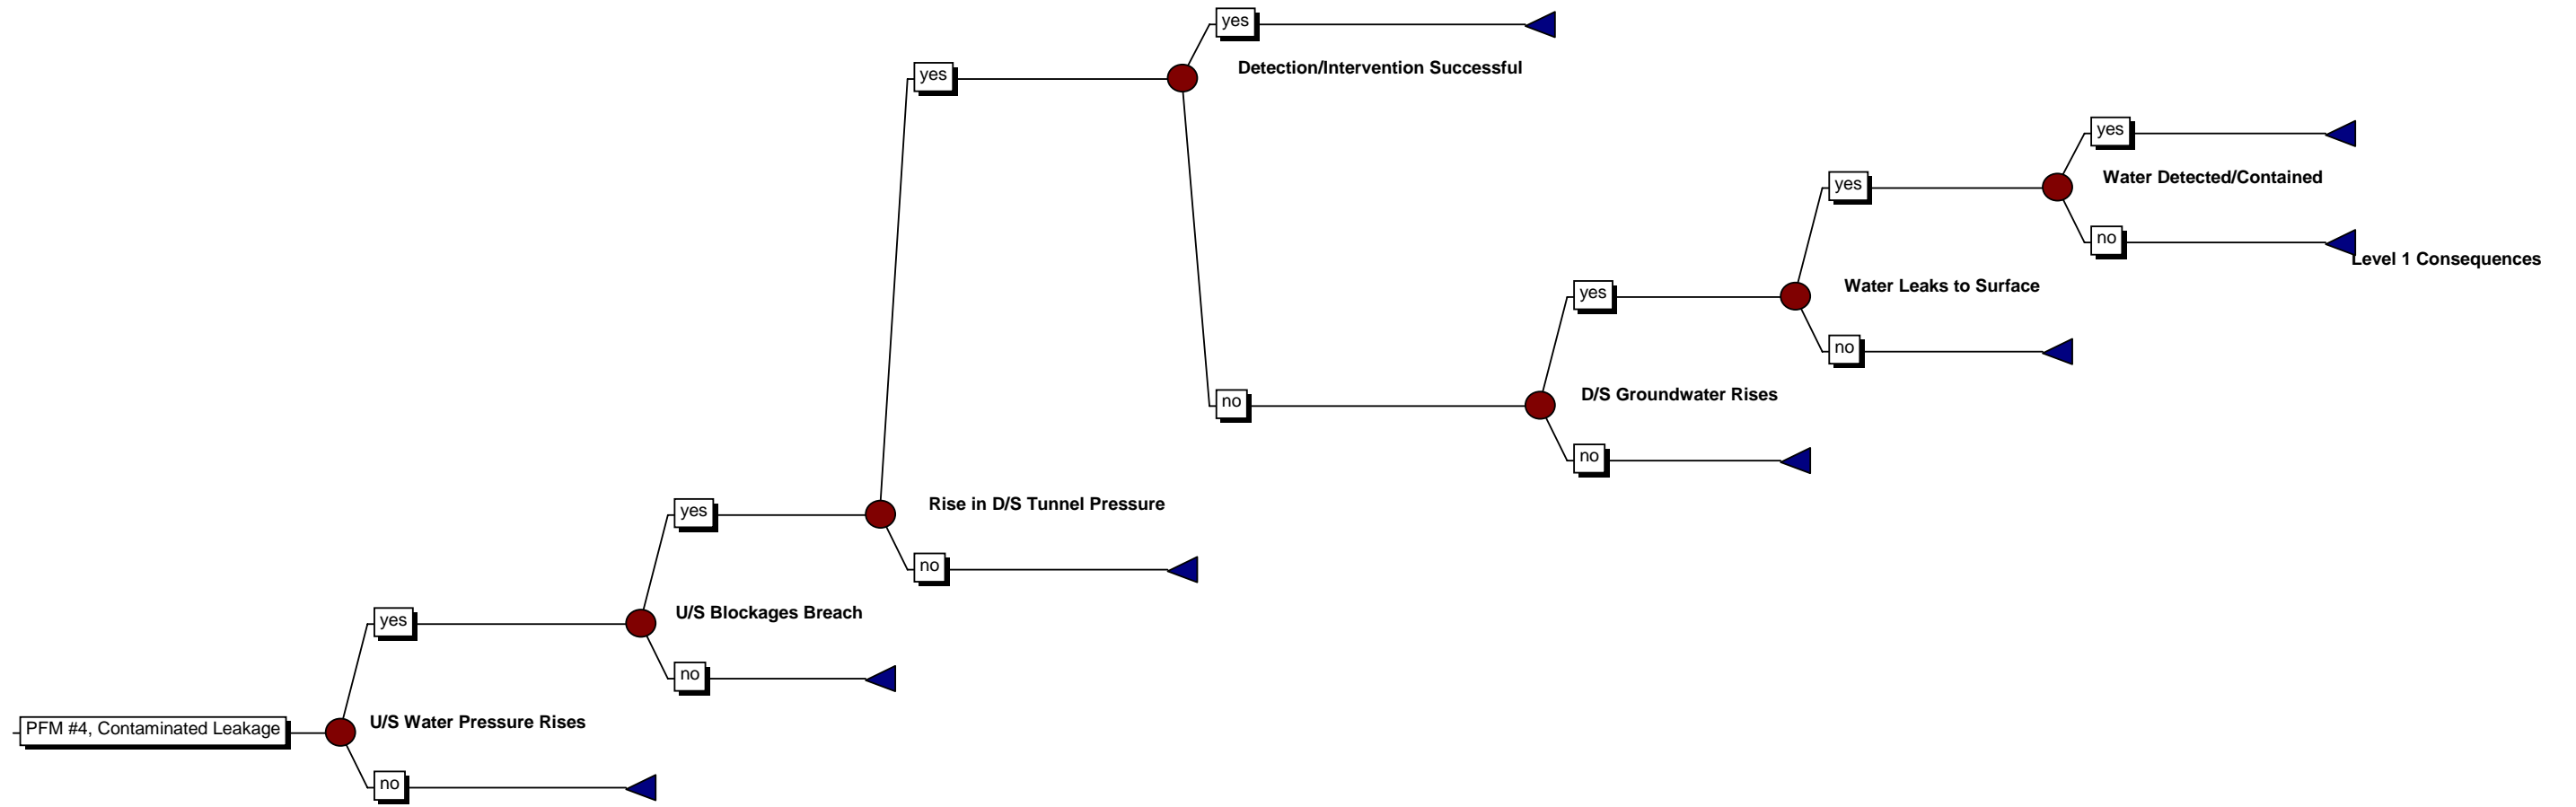 yes
Detection/Intervention Successful
yes
yes
Water Detected/Contained
yes
no
Level 1 Consequences
yes
Water Leaks to Surface
no
no
D/S Groundwater Rises
no
yes
Rise in D/S Tunnel Pressure
no
yes
U/S Blockages Breach
no
PFM #4, Contaminated Leakage
U/S Water Pressure Rises
no